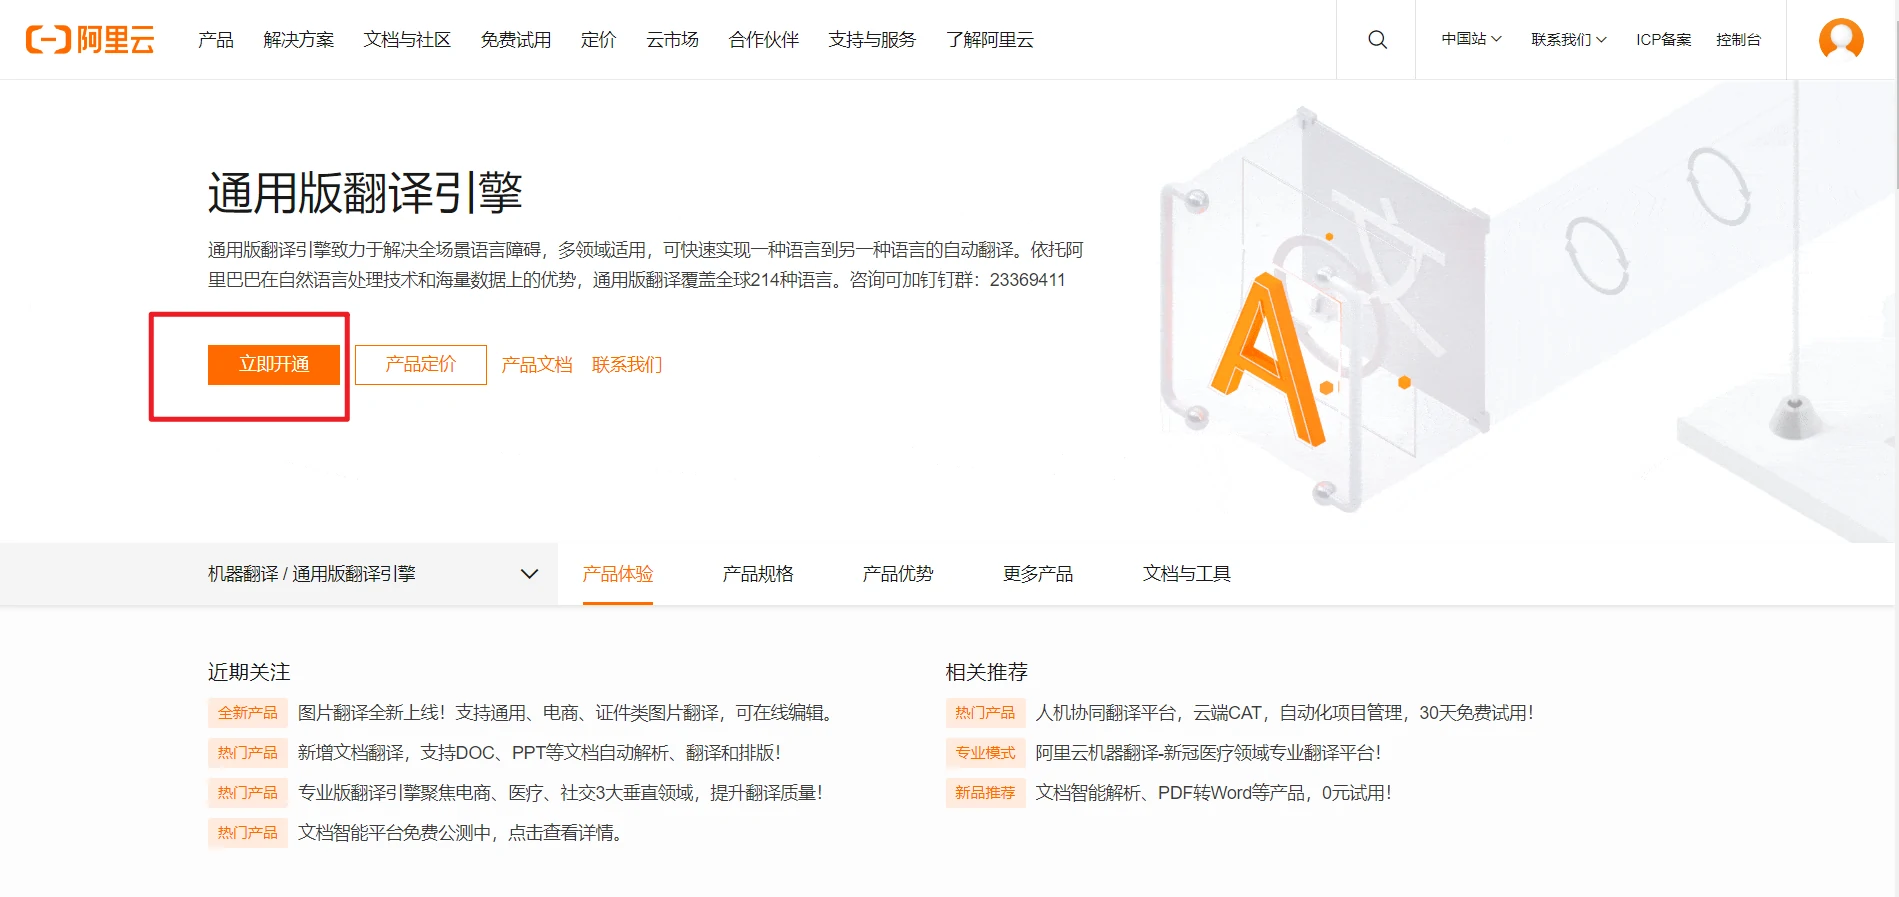 阿里云
产品 解决方案 文档与社区 免费试用 定价 云市场 合作伙伴 支持与服务 了解阿里云
中国站 联系我们 ICP备案 控制台
通用版翻译引擎
通用版翻译引擎致力于解决全场景语言障碍，多领域适用，可快速实现一种语言到另一种语言的自动翻译。依托阿
里巴巴在自然语言处理技术和海量数据上的优势，通用版翻译覆盖全球214种语言。咨询可加钉钉群：23369411
立即开通 产品定价 产品文档 联系我们
文
A
机器翻译 / 通用版翻译引擎
产品体验 产品规格 产品优势 更多产品 文档与工具
近期关注
全新产品 图片翻译全新上线！支持通用、电商、证件类图片翻译，可在线编辑。
热门产品 新增文档翻译，支持DOC、PPT等文档自动解析、翻译和排版！
热门产品 专业版翻译引擎聚焦电商、医疗、社交3大垂直领域，提升翻译质量！
热门产品 文档智能平台免费公测中，点击查看详情。
相关推荐
热门产品 人机协同翻译平台，云端CAT，自动化项目管理，30天免费试用！
专业模式 阿里云机器翻译-新冠医疗领域专业翻译平台！
新品推荐 文档智能解析、PDF转Word等产品，0元试用！